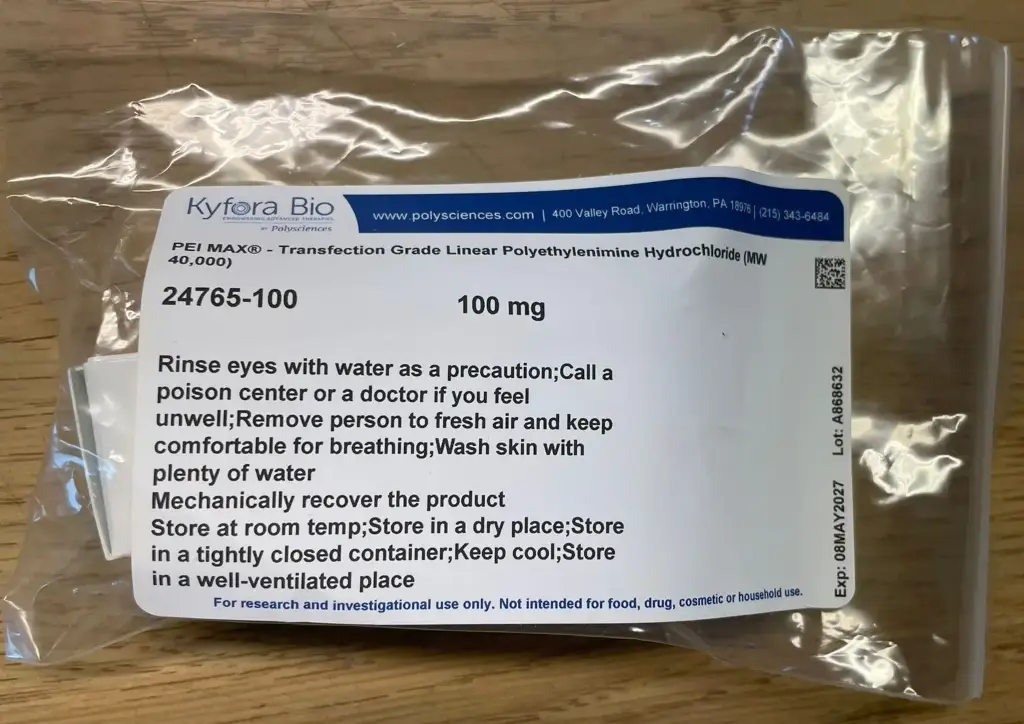 Kyfora Bio
EMPOWERING ADVANCED THERAPIES
BY Polysciences
www.polysciences.com | 400 Valley Road, Warrington, PA 18976 | (215) 343-6484
PEI MAX® - Transfection Grade Linear Polyethylenimine Hydrochloride (MW
40,000)
24765-100 100 mg
Rinse eyes with water as a precaution;Call a
poison center or a doctor if you feel
unwell;Remove person to fresh air and keep
comfortable for breathing;Wash skin with
plenty of water
Mechanically recover the product
Store at room temp;Store in a dry place;Store
in a tightly closed container;Keep cool;Store
in a well-ventilated place
For research and investigational use only. Not intended for food, drug, cosmetic or household use.
Exp: 08MAY2027 Lot: A868632